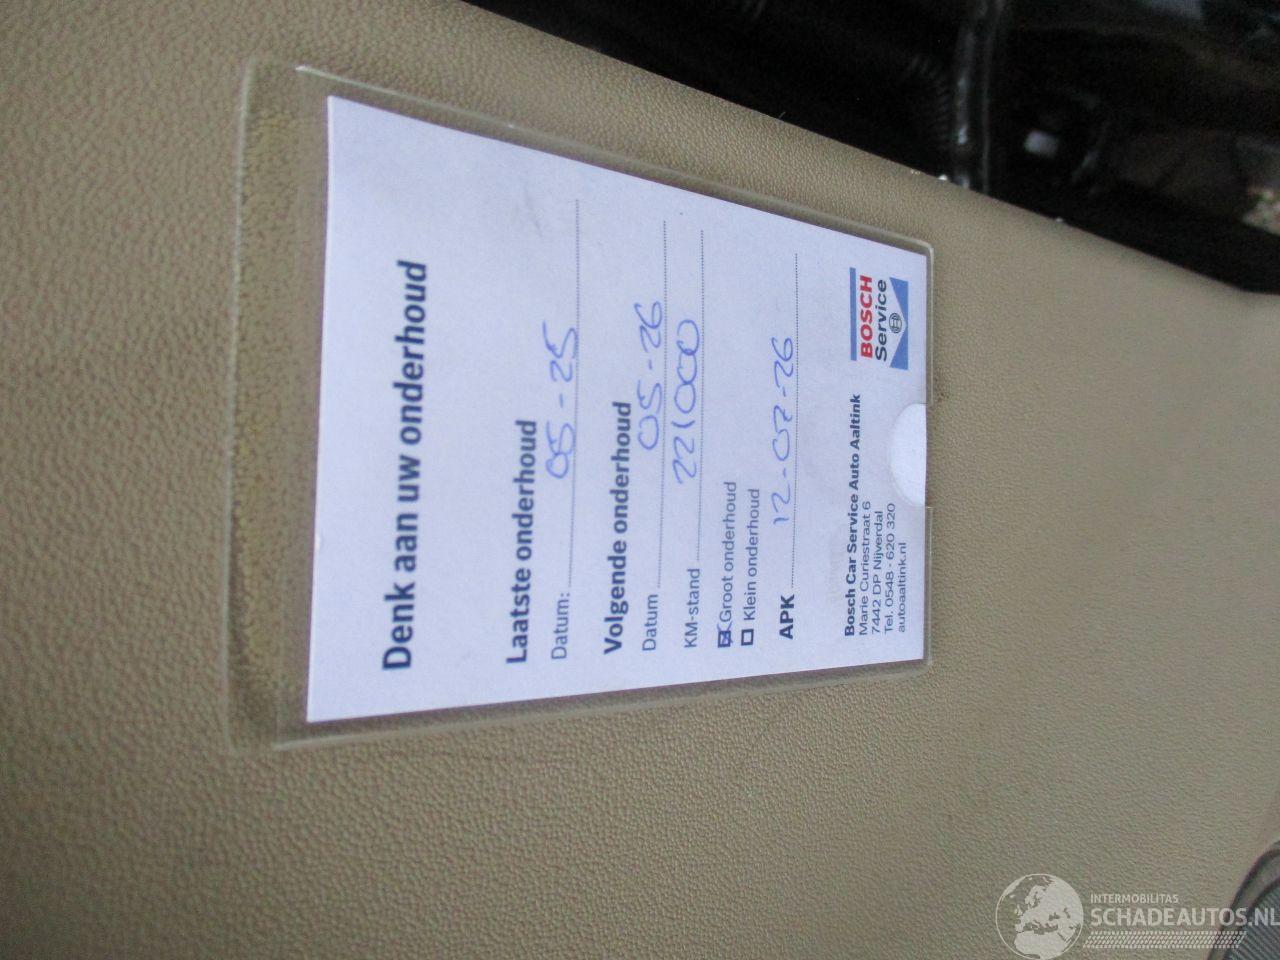 Denk aan uw onderhoud
Laatste onderhoud
Datum: 05-25
Volgende onderhoud
Datum 05-26
KM-stand 221000
Groot onderhoud
Klein onderhoud
APK 12-07-26
Bosch Car Service Auto Aaltink
Marie Curiestraat 6
7442 DP Nijverdal
Tel. 0548 - 620 320
autoaaltink.nl
BOSCH
Service
INTERMOBILITAS
SCHADEAUTOS.NL